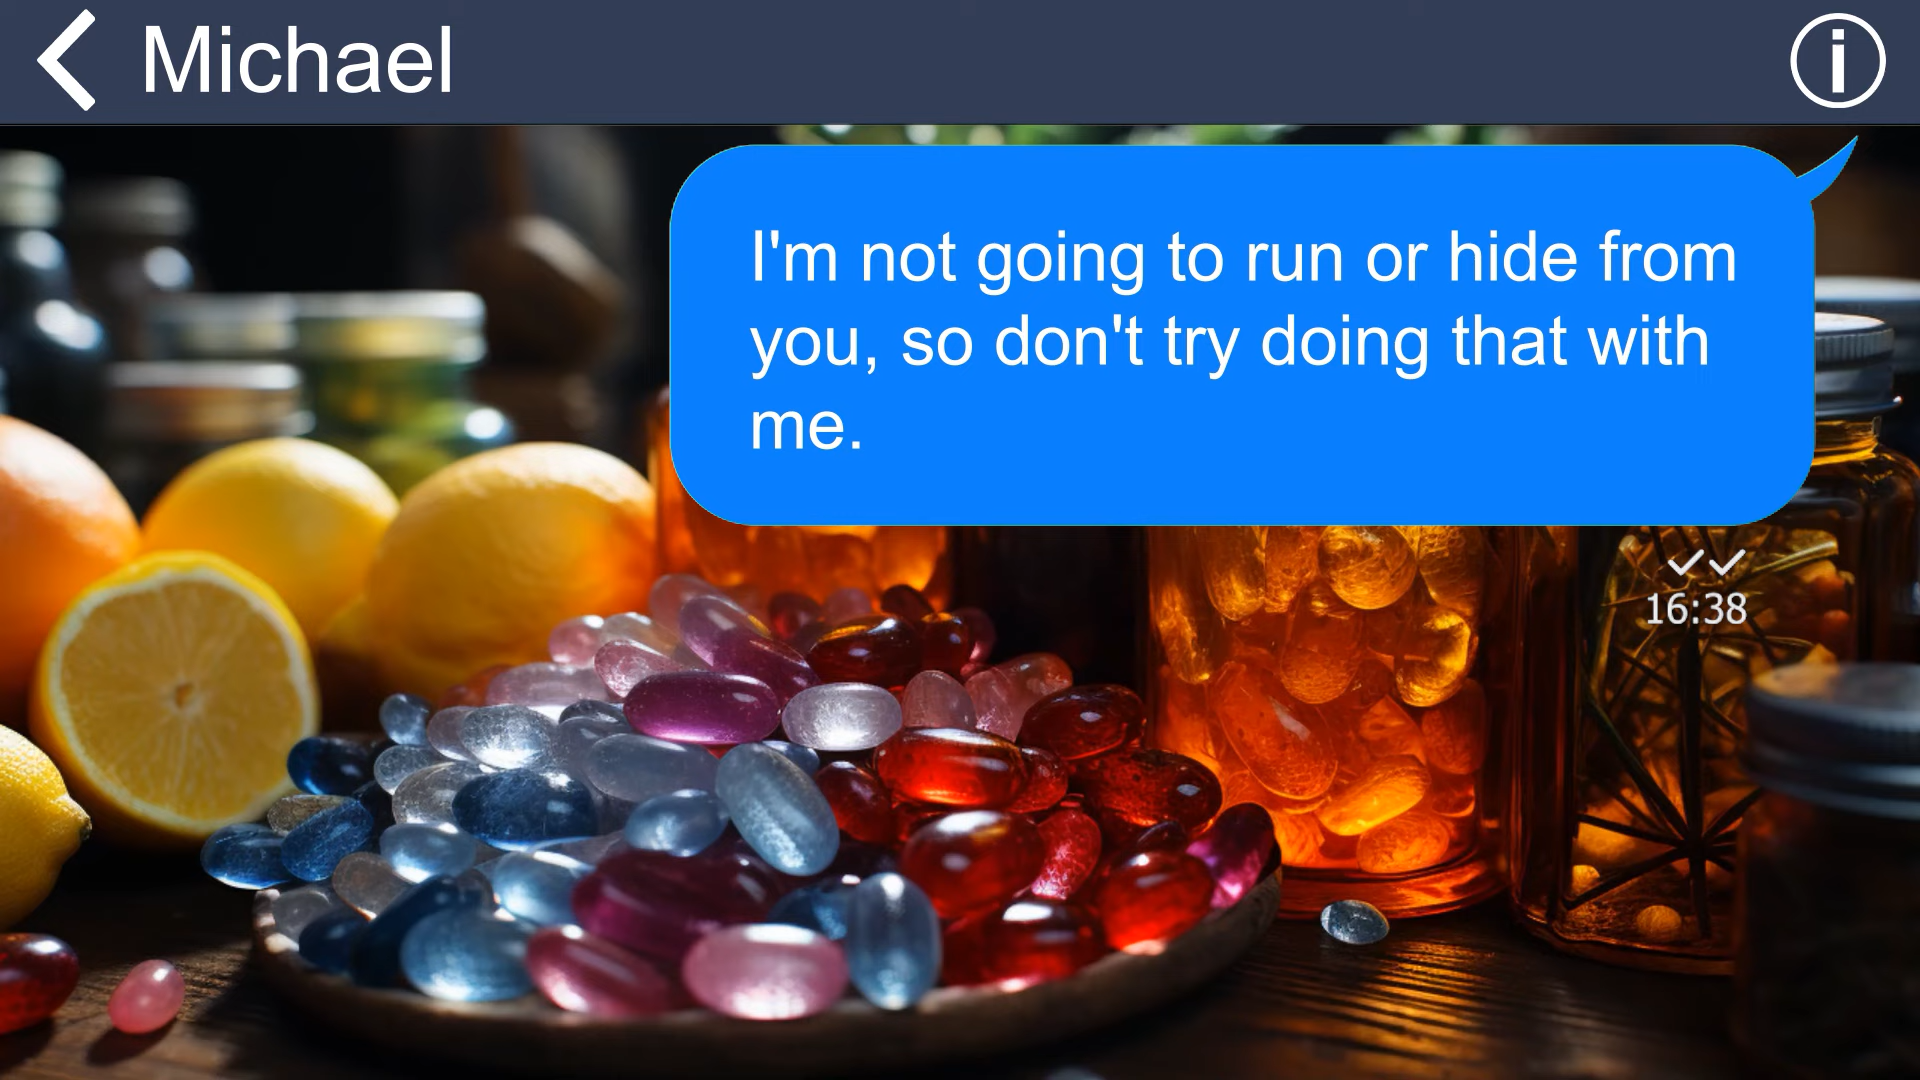 Michael
I'm not going to run or hide from
you, so don't try doing that with
me.
16:38